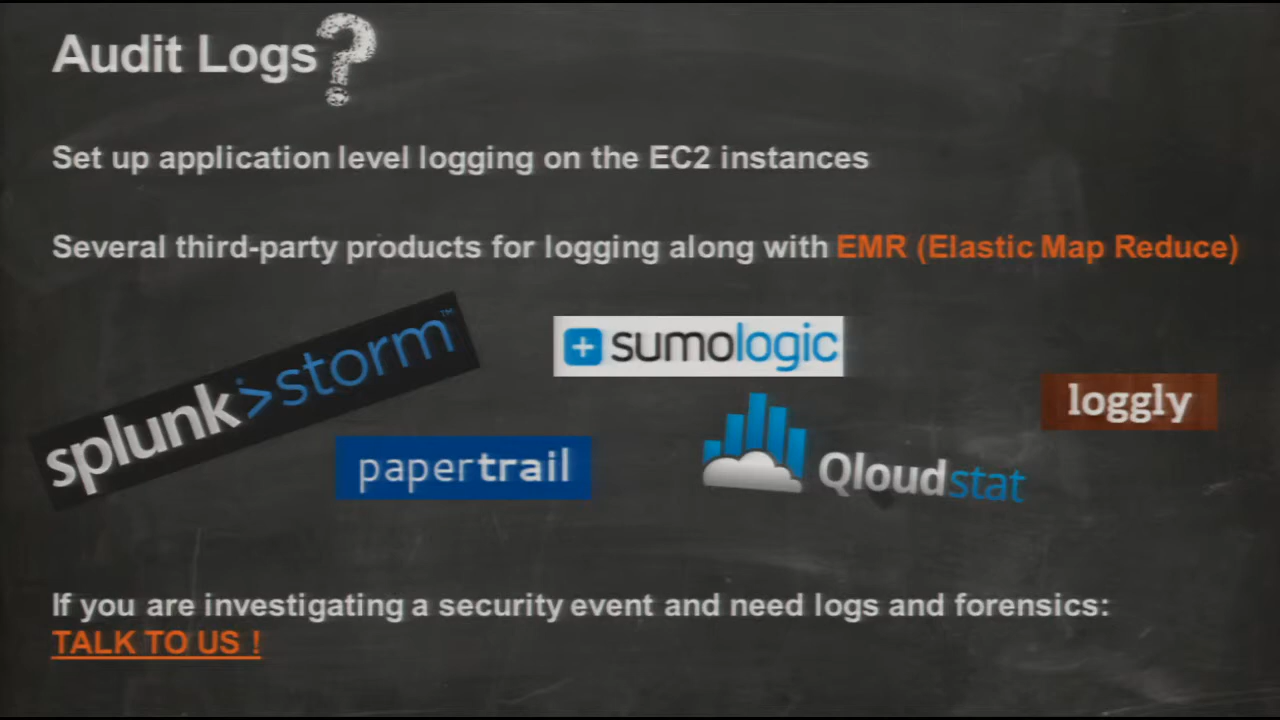 Audit Logs?
Set up application level logging on the EC2 instances
Several third-party products for logging along with EMR (Elastic Map Reduce)
splunk>storm™
sumologic
loggly
papertrail
Qloudstat
If you are investigating a security event and need logs and forensics:
TALK TO US !